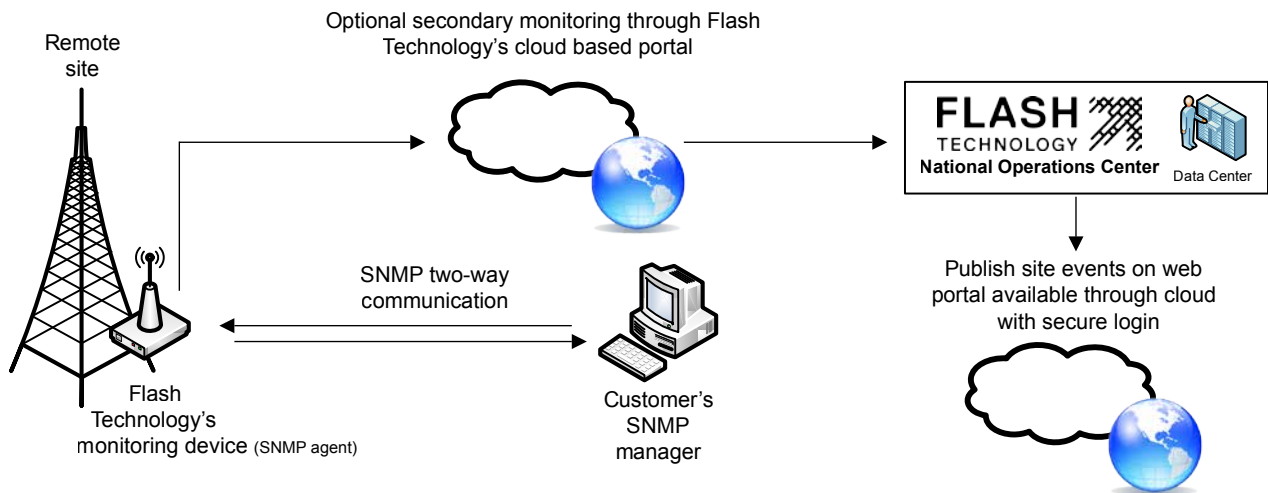 Optional secondary monitoring through Flash
Technology's cloud based portal
Remote
site
FLASH
TECHNOLOGY
National Operations Center
Data Center
SNMP two-way
communication
Publish site events on web
portal available through cloud
with secure login
Flash
Technology's
monitoring device (SNMP agent)
Customer's
SNMP
manager